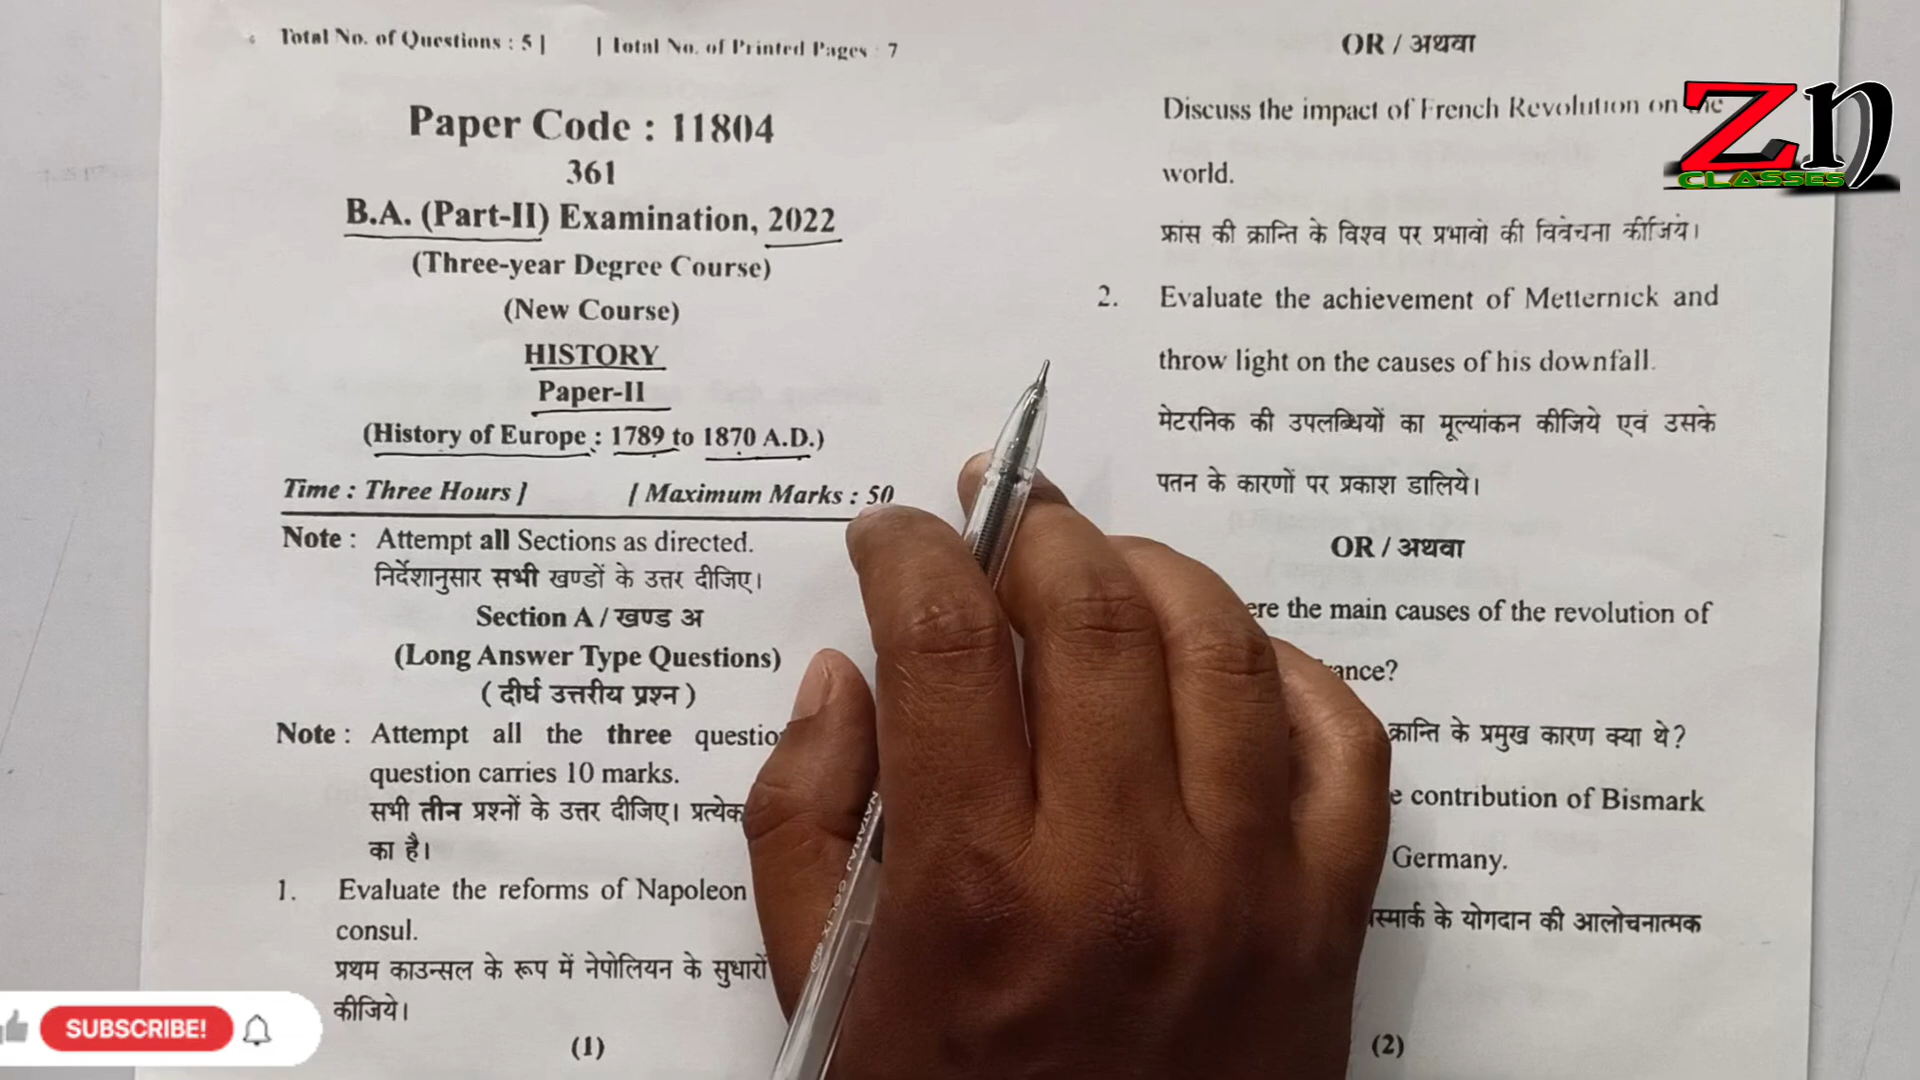 Total No. of Questions : 5 ] [ Total No. of Printed Pages : 7
Paper Code : 11804
361
B.A. (Part-II) Examination, 2022
(Three-year Degree Course)
(New Course)
HISTORY
Paper-II
(History of Europe : 1789 to 1870 A.D.)
Time : Three Hours ] [ Maximum Marks : 50
Note : Attempt all Sections as directed.
निर्देशानुसार सभी खण्डों के उत्तर दीजिए।
Section A / खण्ड अ
(Long Answer Type Questions)
( दीर्घ उत्तरीय प्रश्न )
Note : Attempt all the three
question carries 10 marks.
सभी तीन प्रश्नों के उत्तर दीजिए। प्रत्येक
का है।
1. Evaluate the reforms of Napoleon
consul.
प्रथम काउन्सल के रूप में नेपोलियन के सुधारों
कीजिये।
(1)
OR / अथवा
Discuss the impact of French Revolution on the
world.
फ्रांस की क्रान्ति के विश्व पर प्रभावों की विवेचना कीजिये।
2. Evaluate the achievement of Metternick and
throw light on the causes of his downfall.
मेटरनिक की उपलब्धियों का मूल्यांकन कीजिये एवं उसके
पतन के कारणों पर प्रकाश डालिये।
OR / अथवा
the main causes of the revolution of
क्रान्ति के प्रमुख कारण क्या थे?
contribution of Bismark
Germany.
के योगदान की आलोचनात्मक
(2)
Zn
CLASSES
SUBSCRIBE!
NATARAJ